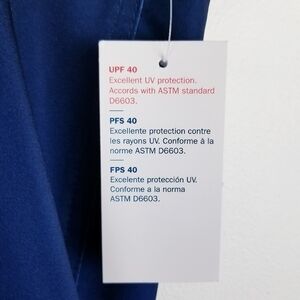 UPF 40
Excellent UV protection.
Accords with ASTM standard
D6603.
PFS 40
Excellente protection contre
les rayons UV. Conforme à la
norme ASTM D6603.
FPS 40
Excelente protección UV.
Conforme a la norma
ASTM D6603.